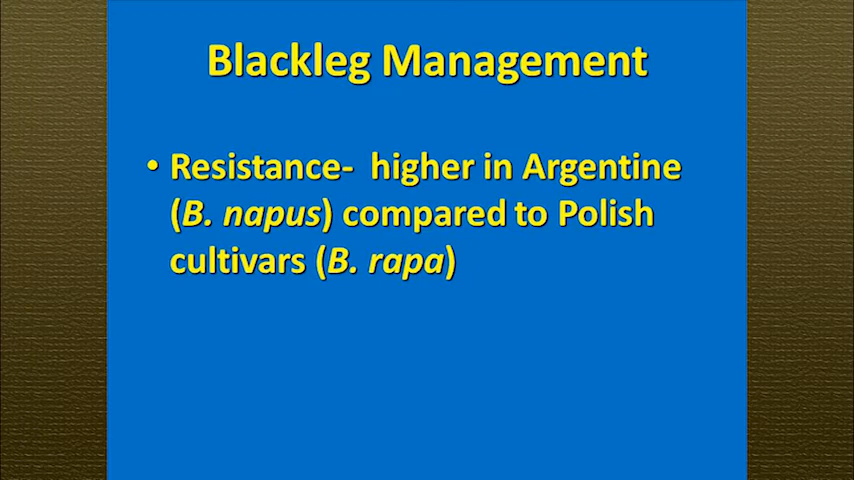 Blackleg Management
• Resistance- higher in Argentine
(B. napus) compared to Polish
cultivars (B. rapa)